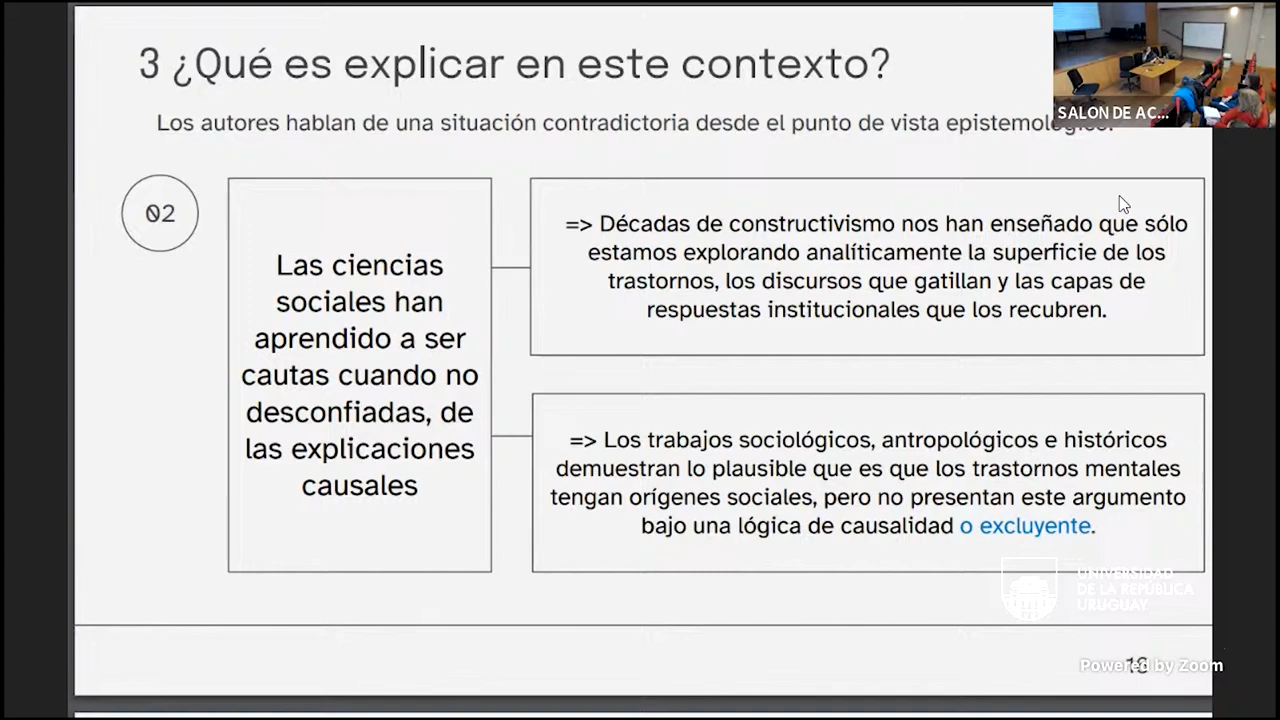 3 ¿Qué es explicar en este contexto?
SALON DE AC...
Los autores hablan de una situación contradictoria desde el punto de vista epistemológico.
02
Las ciencias
sociales han
aprendido a ser
cautas cuando no
desconfiadas, de
las explicaciones
causales
=> Décadas de constructivismo nos han enseñado que sólo
estamos explorando analíticamente la superficie de los
trastornos, los discursos que gatillan y las capas de
respuestas institucionales que los recubren.
=> Los trabajos sociológicos, antropológicos e históricos
demuestran lo plausible que es que los trastornos mentales
tengan orígenes sociales, pero no presentan este argumento
bajo una lógica de causalidad o excluyente.
UNIVERSIDAD
DE LA REPÚBLICA
URUGUAY
Powered by Zoom